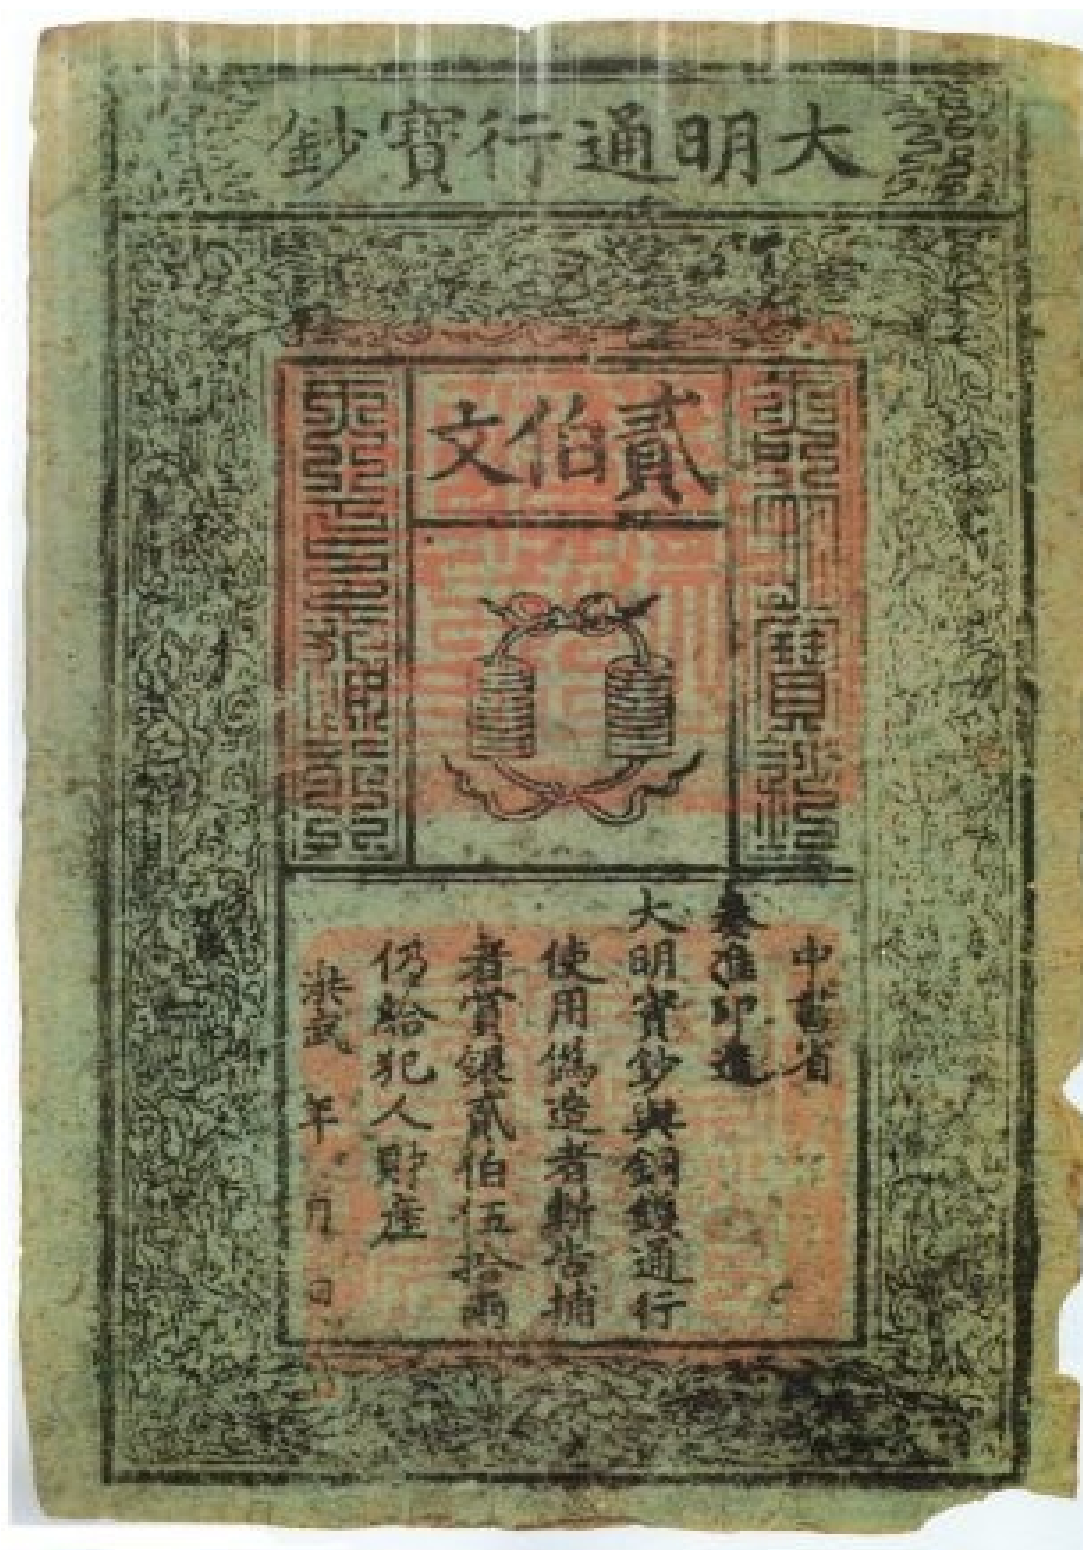 大明通行寶鈔
貳伯文
大明寶鈔
天下通行
中書省
奏准印造
大明寶鈔與銅錢通行
使用僞造者斬告捕
者賞銀貳伯伍拾兩
仍給犯人財產
洪武 年 月 日